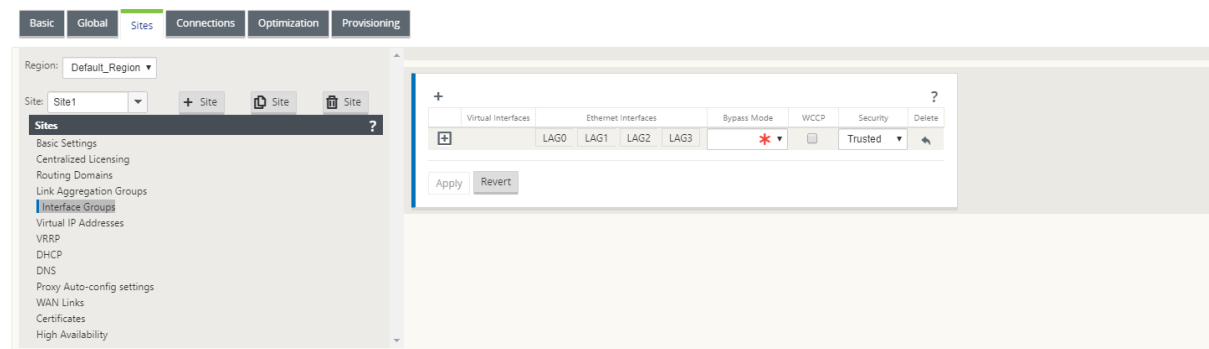 Basic Global Sites Connections Optimization Provisioning
Region: Default_Region
Site: Site1 + Site Site Site
Sites ?
Basic Settings
Centralized Licensing
Routing Domains
Link Aggregation Groups
Interface Groups
Virtual IP Addresses
VRRP
DHCP
DNS
Proxy Auto-config settings
WAN Links
Certificates
High Availability
+ ?
Virtual Interfaces Ethernet Interfaces Bypass Mode WCCP Security Delete
LAG0 LAG1 LAG2 LAG3 Trusted
Apply Revert